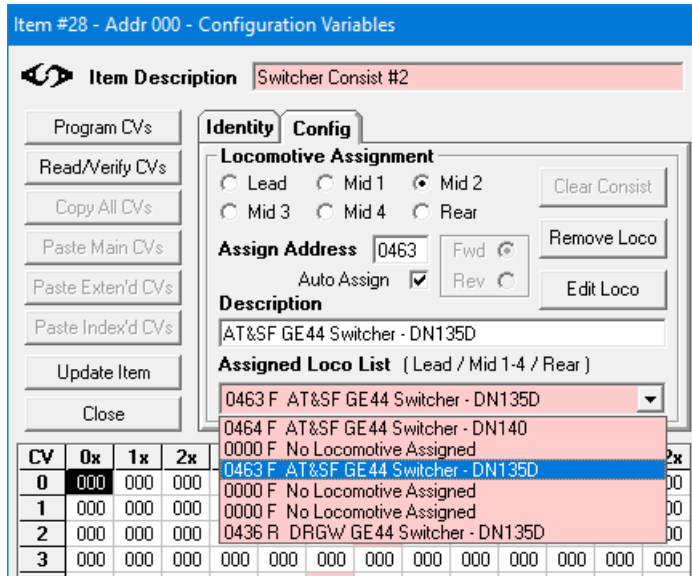 Item #28 - Addr 000 - Configuration Variables
Item Description Switcher Consist #2
Program CVs
Read/Verify CVs
Copy All CVs
Paste Main CVs
Paste Exten'd CVs
Paste Index'd CVs
Update Item
Close
Identity Config
Locomotive Assignment
Lead Mid 1 Mid 2
Mid 3 Mid 4 Rear
Clear Consist
Assign Address 0463 Fwd
Auto Assign Rev
Remove Loco
Edit Loco
Description
AT&SF GE44 Switcher - DN135D
Assigned Loco List ( Lead / Mid 1-4 / Rear )
0463 F AT&SF GE44 Switcher - DN135D
0464 F AT&SF GE44 Switcher - DN140
0000 F No Locomotive Assigned
0463 F AT&SF GE44 Switcher - DN135D
0000 F No Locomotive Assigned
0000 F No Locomotive Assigned
0436 R DRGW GE44 Switcher - DN135D
CV 0x 1x 2x
0 000 000 000
1 000 000 000
2 000 000 000
3 000 000 000 000 000 000 000 000 000 000 000